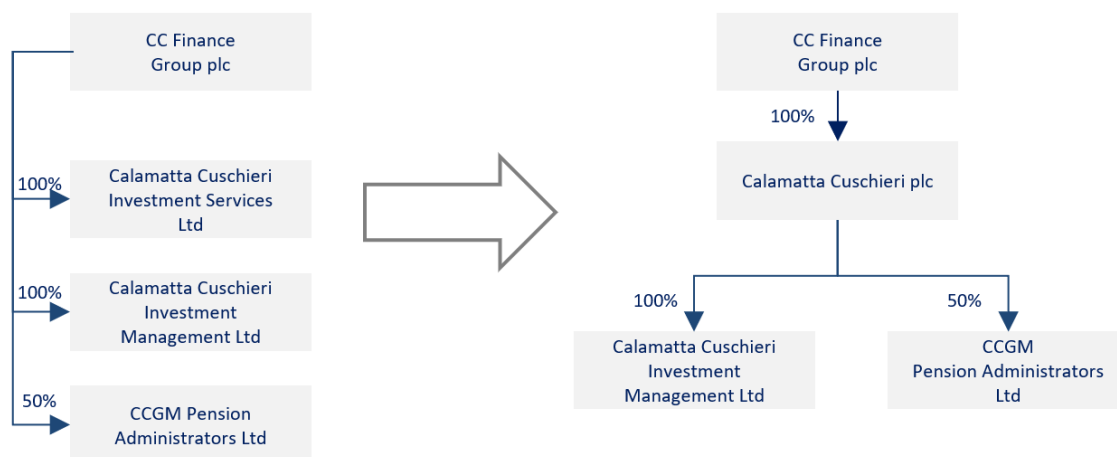 CC Finance
Group plc
100%
Calamatta Cuschieri
Investment Services
Ltd
100%
Calamatta Cuschieri
Investment
Management Ltd
50%
CCGM Pension
Administrators Ltd
CC Finance
Group plc
100%
Calamatta Cuschieri plc
100%
Calamatta Cuschieri
Investment
Management Ltd
50%
CCGM
Pension Administrators
Ltd